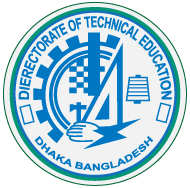 DIERECTORATE OF TECHNICAL EDUCATION
DHAKA BANGLADESH